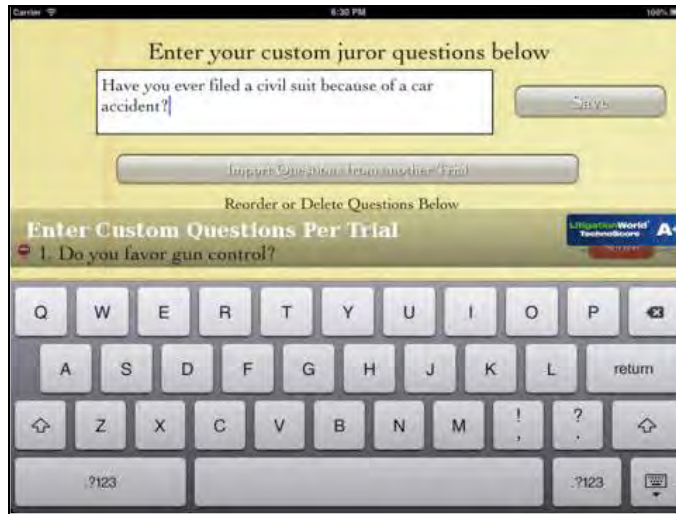 Carrier 6:30 PM 100%
Enter your custom juror questions below
Have you ever filed a civil suit because of a car
accident?
Save
Import Questions from another Trial
Reorder or Delete Questions Below
Enter Custom Questions Per Trial
LitigationWorld
TechnoScore
A+
1. Do you favor gun control?
Q W E R T Y U I O P
A S D F G H J K L return
Z X C V B N M ! , ? .
.?123 .?123